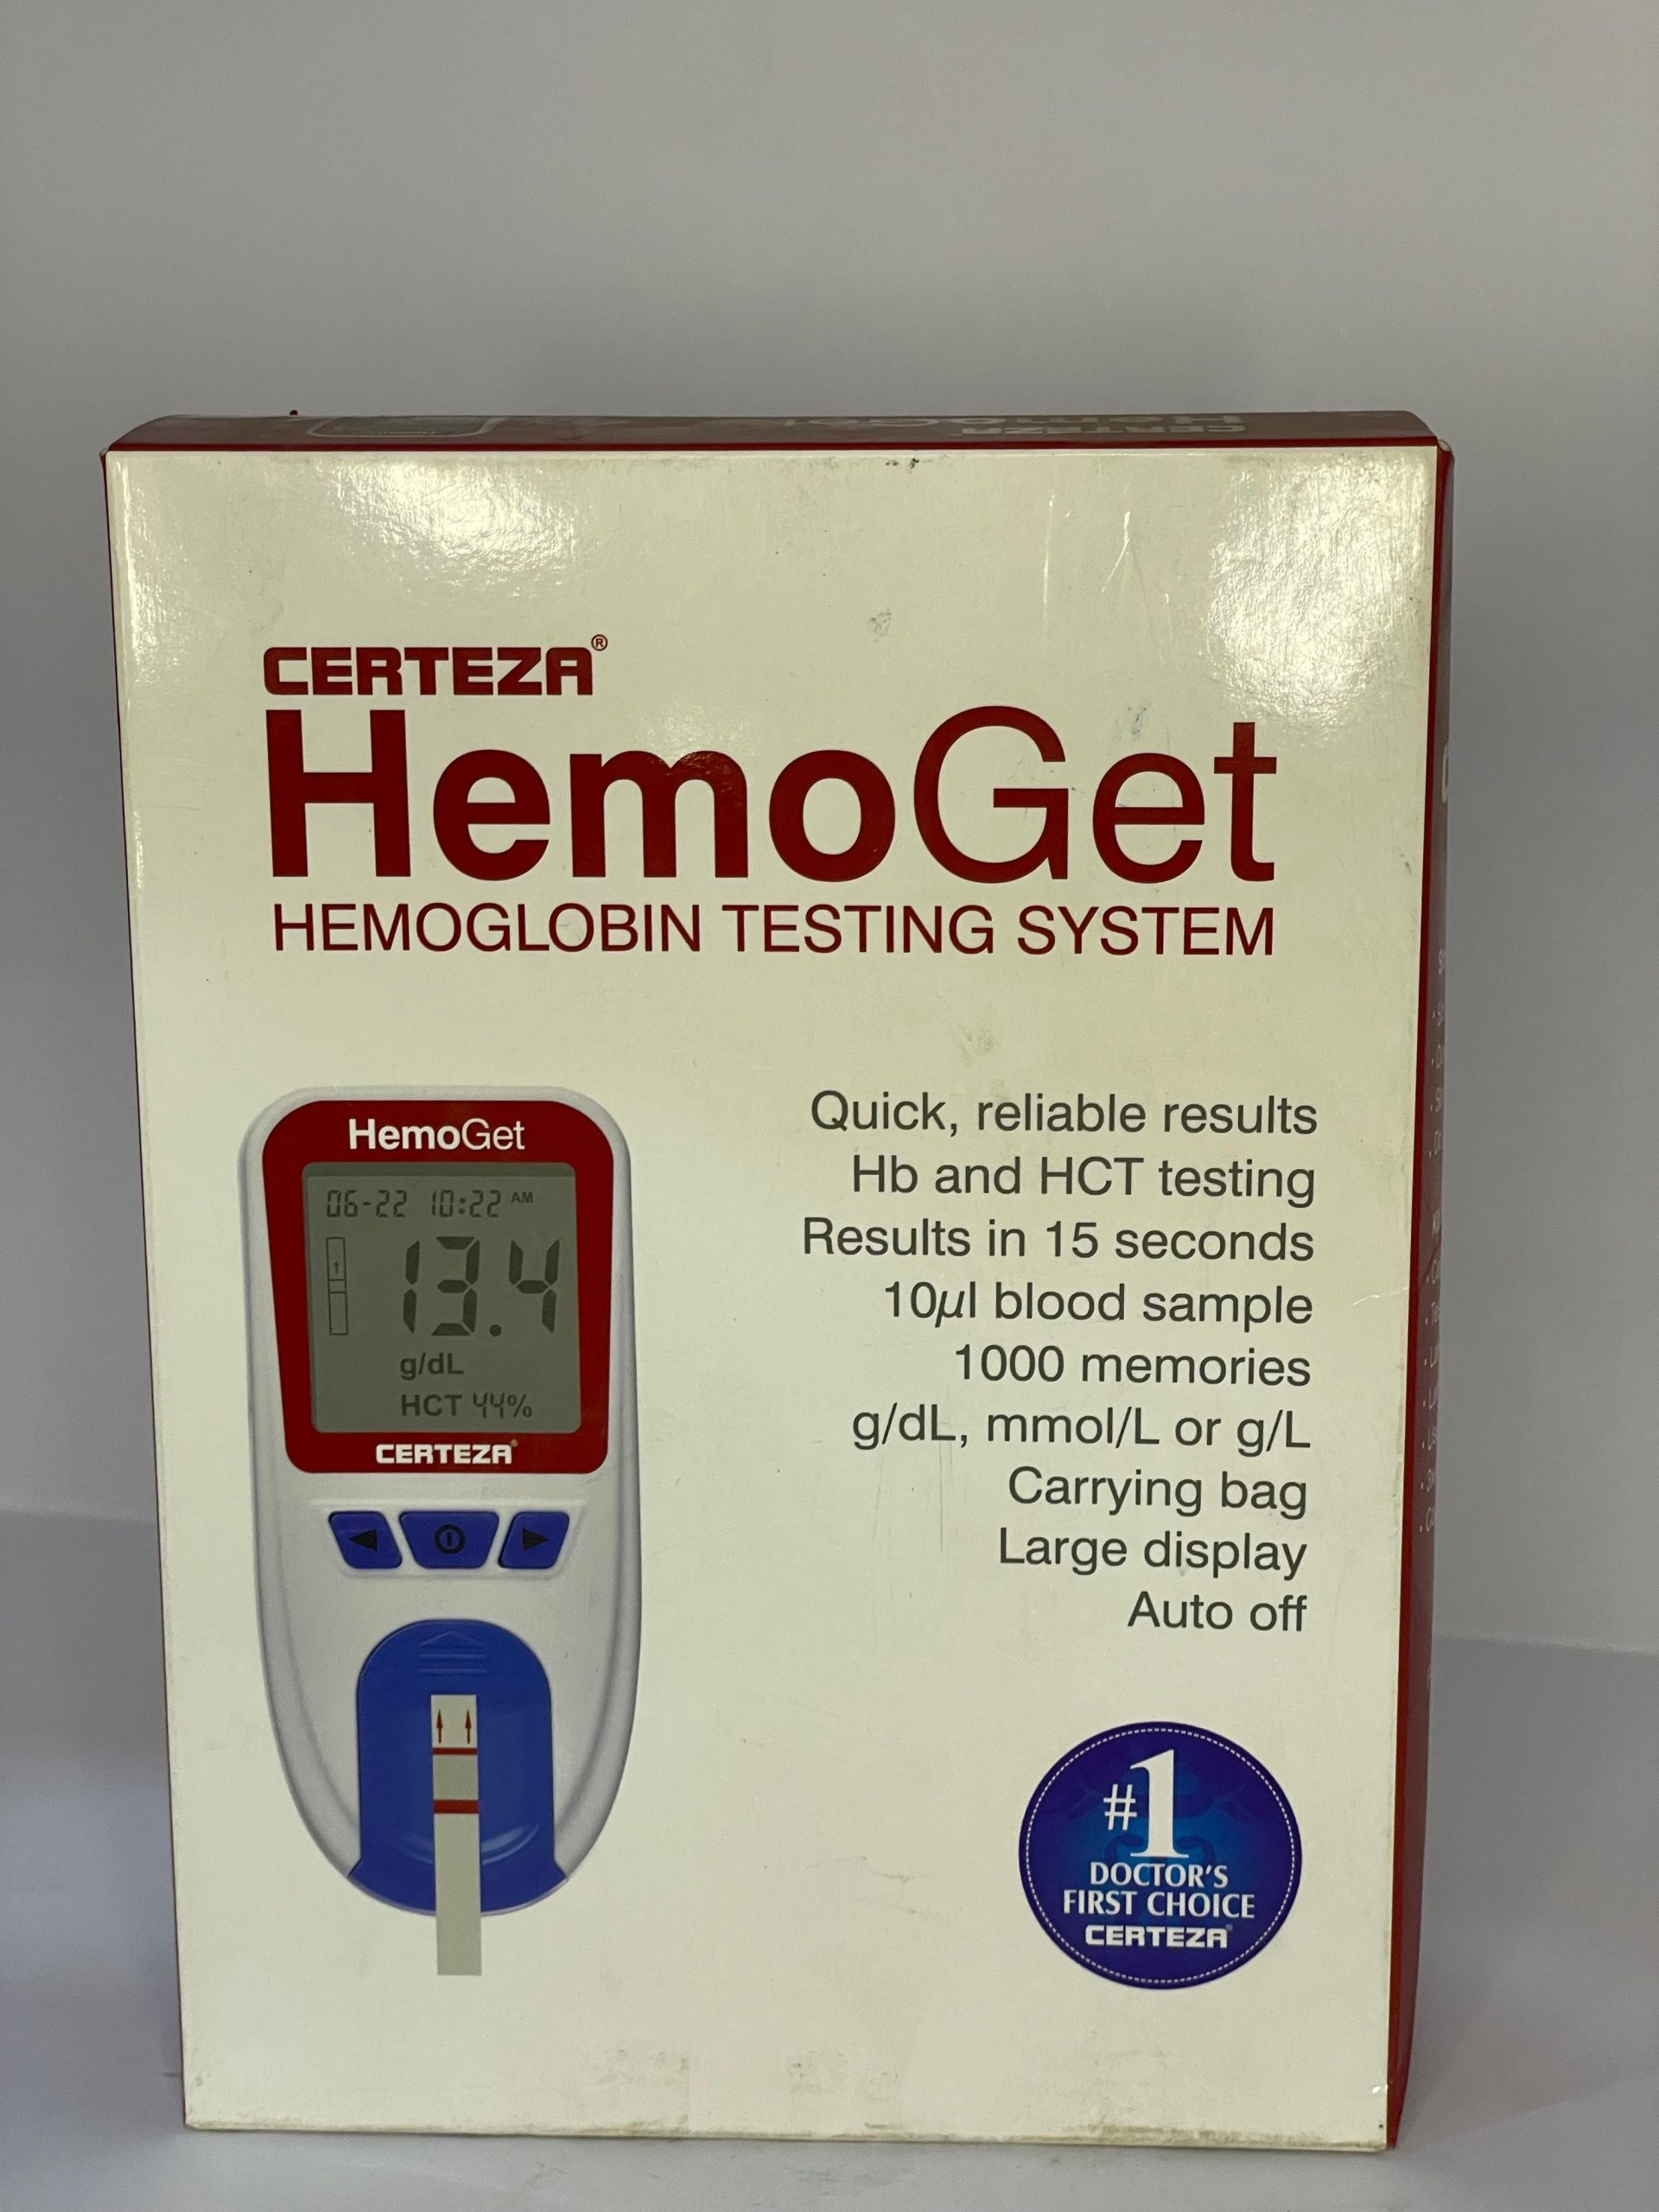 CERTEZA®
HemoGet
HEMOGLOBIN TESTING SYSTEM
HemoGet
06-22 10:22 AM
13.4
g/dL
HCT 44%
CERTEZA®
Quick, reliable results
Hb and HCT testing
Results in 15 seconds
10µl blood sample
1000 memories
g/dL, mmol/L or g/L
Carrying bag
Large display
Auto off
#1
DOCTOR'S
FIRST CHOICE
CERTEZA®